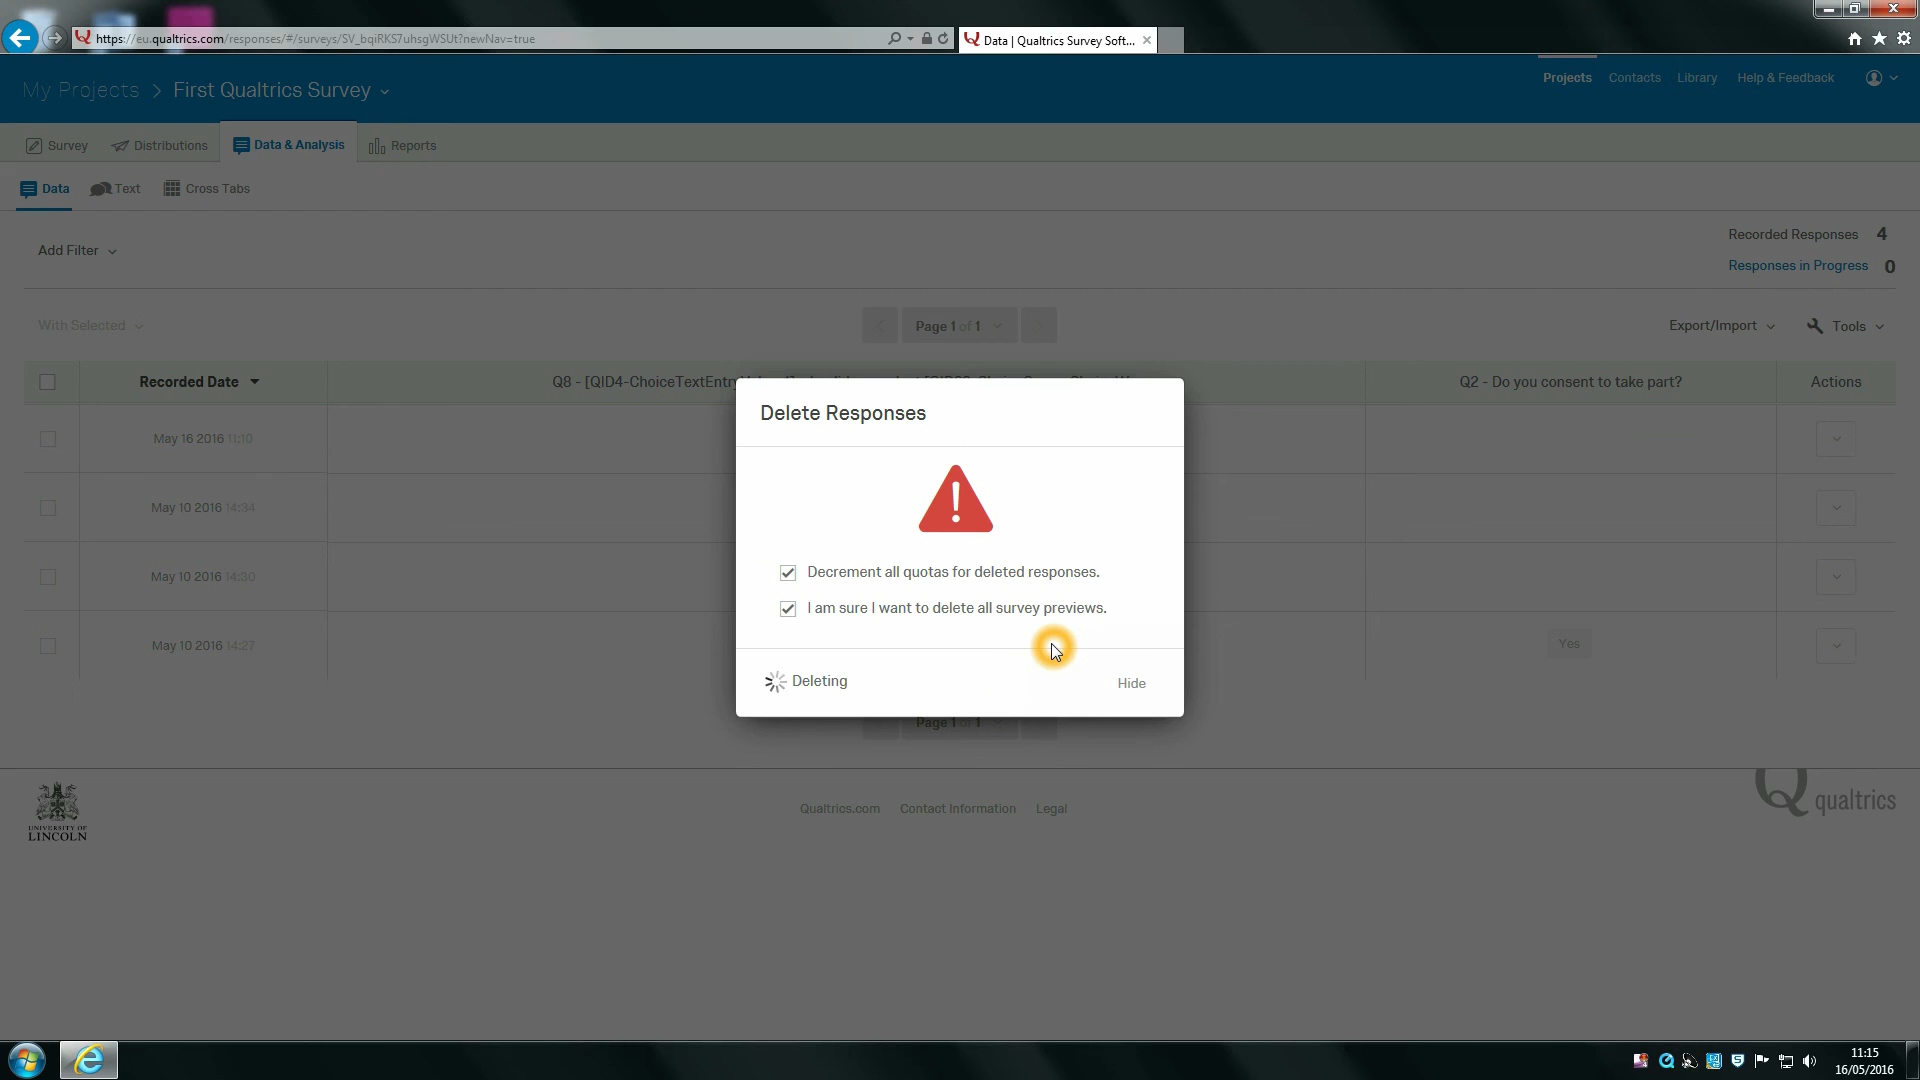 https://eu.qualtrics.com/responses/#/surveys/SV_bqiRKS7uhsgWSUt?newNav=true
Data | Qualtrics Survey Soft...
My Projects > First Qualtrics Survey
Projects Contacts Library Help & Feedback
Survey Distributions Data & Analysis Reports
Data Text Cross Tabs
Add Filter
Recorded Responses 4
Responses in Progress 0
With Selected
Page 1 of 1
Export/Import Tools
Recorded Date
Q8 - [QID4-ChoiceTextEntry
Q2 - Do you consent to take part?
Actions
May 16 2016 11:10
May 10 2016 14:34
May 10 2016 14:30
May 10 2016 14:27
Yes
Delete Responses
Decrement all quotas for deleted responses.
I am sure I want to delete all survey previews.
Deleting
Hide
Page 1 of 1
UNIVERSITY OF
LINCOLN
Qualtrics.com Contact Information Legal
qualtrics
11:15
16/05/2016